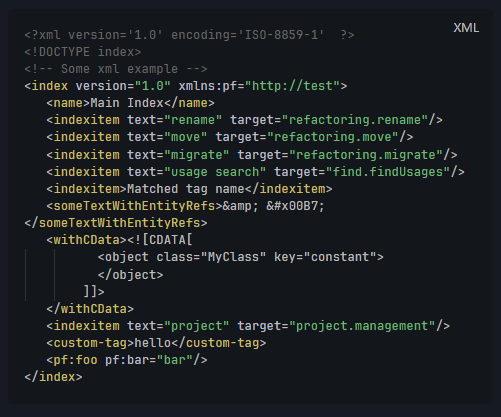 XML
<?xml version='1.0' encoding='ISO-8859-1'  ?>
<!DOCTYPE index>
<!-- Some xml example -->
<index version="1.0" xmlns:pf="http://test">
   <name>Main Index</name>
   <indexitem text="rename" target="refactoring.rename"/>
   <indexitem text="move" target="refactoring.move"/>
   <indexitem text="migrate" target="refactoring.migrate"/>
   <indexitem text="usage search" target="find.findUsages"/>
   <indexitem>Matched tag name</indexitem>
   <someTextWithEntityRefs>&amp; &#x00B7;
</someTextWithEntityRefs>
   <withCData><![CDATA[
          <object class="MyClass" key="constant">
          </object>
        ]]>
   </withCData>
   <indexitem text="project" target="project.management"/>
   <custom-tag>hello</custom-tag>
   <pf:foo pf:bar="bar"/>
</index>